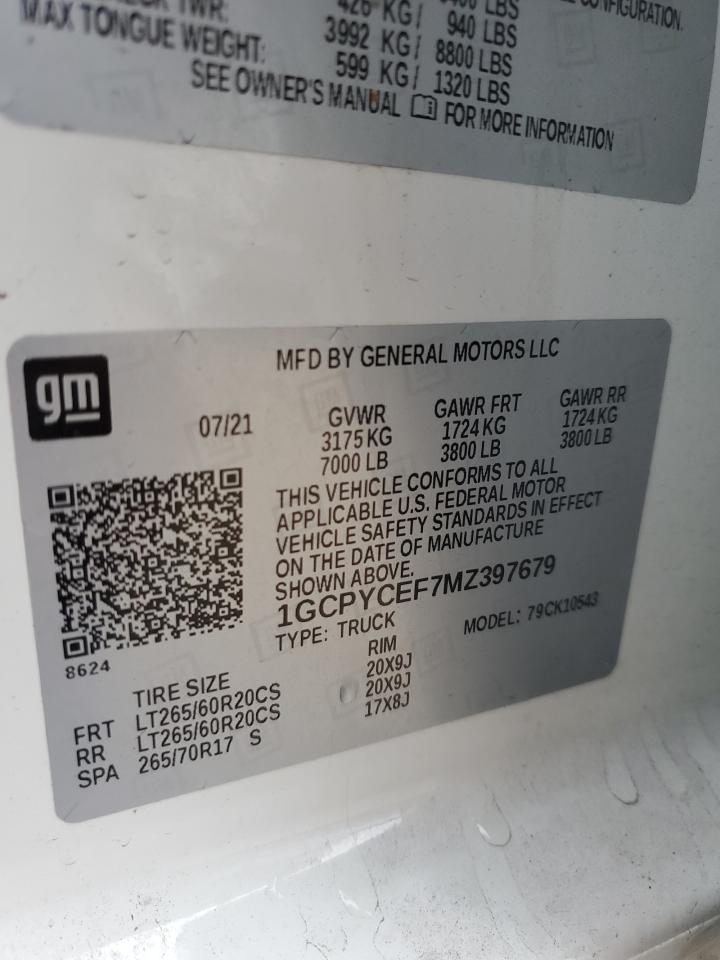 TWR: 426 KG/ 940 LBS
LBS
CONFIGURATION.
MAX TONGUE WEIGHT: 3992 KG/ 8800 LBS
599 KG/ 1320 LBS
SEE OWNER'S MANUAL FOR MORE INFORMATION
gm
MFD BY GENERAL MOTORS LLC
07/21
GVWR GAWR FRT GAWR RR
3175 KG 1724 KG 1724 KG
7000 LB 3800 LB 3800 LB
THIS VEHICLE CONFORMS TO ALL
APPLICABLE U.S. FEDERAL MOTOR
VEHICLE SAFETY STANDARDS IN EFFECT
ON THE DATE OF MANUFACTURE
SHOWN ABOVE.
1GCPYCEF7MZ397679
TYPE: TRUCK MODEL: 79CK10543
8624
TIRE SIZE RIM
FRT LT265/60R20CS 20X9J
RR LT265/60R20CS 20X9J
SPA 265/70R17 S 17X8J